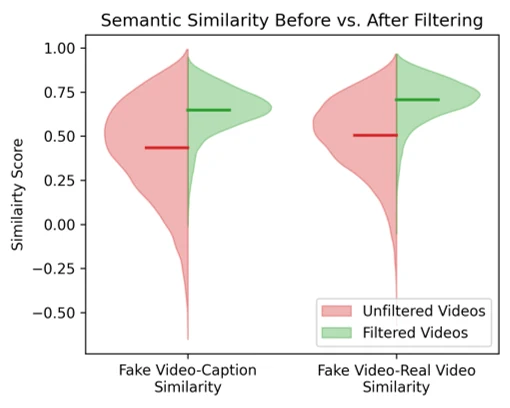 Semantic Similarity Before vs. After Filtering
1.00
0.75
0.50
0.25
0.00
−0.25
−0.50
Similairty Score
Unfiltered Videos
Filtered Videos
Fake Video-Caption
Similarity
Fake Video-Real Video
Similarity